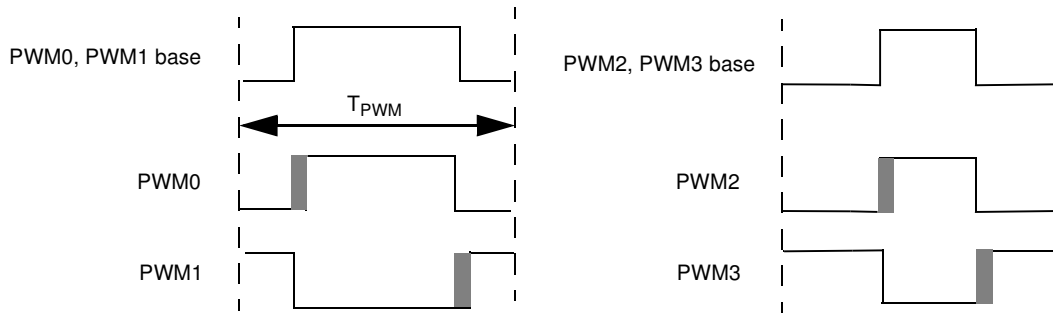 PWM0, PWM1 base
T_PWM
PWM0
PWM1
PWM2, PWM3 base
PWM2
PWM3